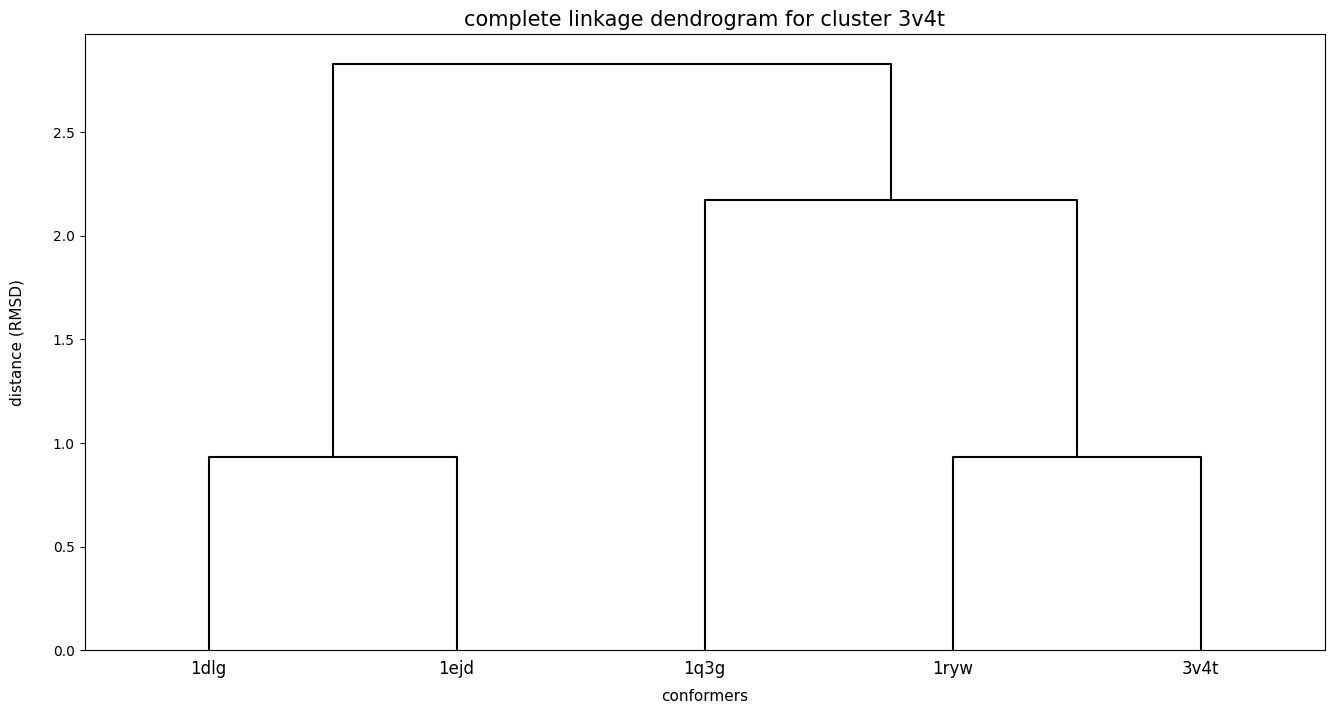 complete linkage dendrogram for cluster 3v4t
distance (RMSD)
2.5
2.0
1.5
1.0
0.5
0.0
1dlg 1ejd 1q3g 1ryw 3v4t
conformers